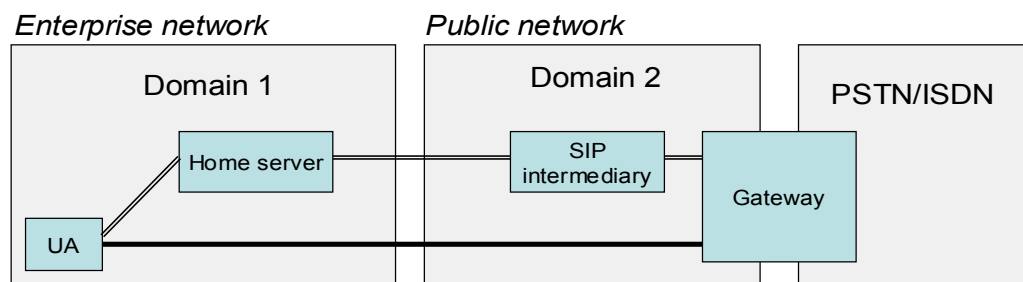 Enterprise network
Public network
Domain 1
Domain 2
PSTN/ISDN
Home server
SIP
intermediary
Gateway
UA